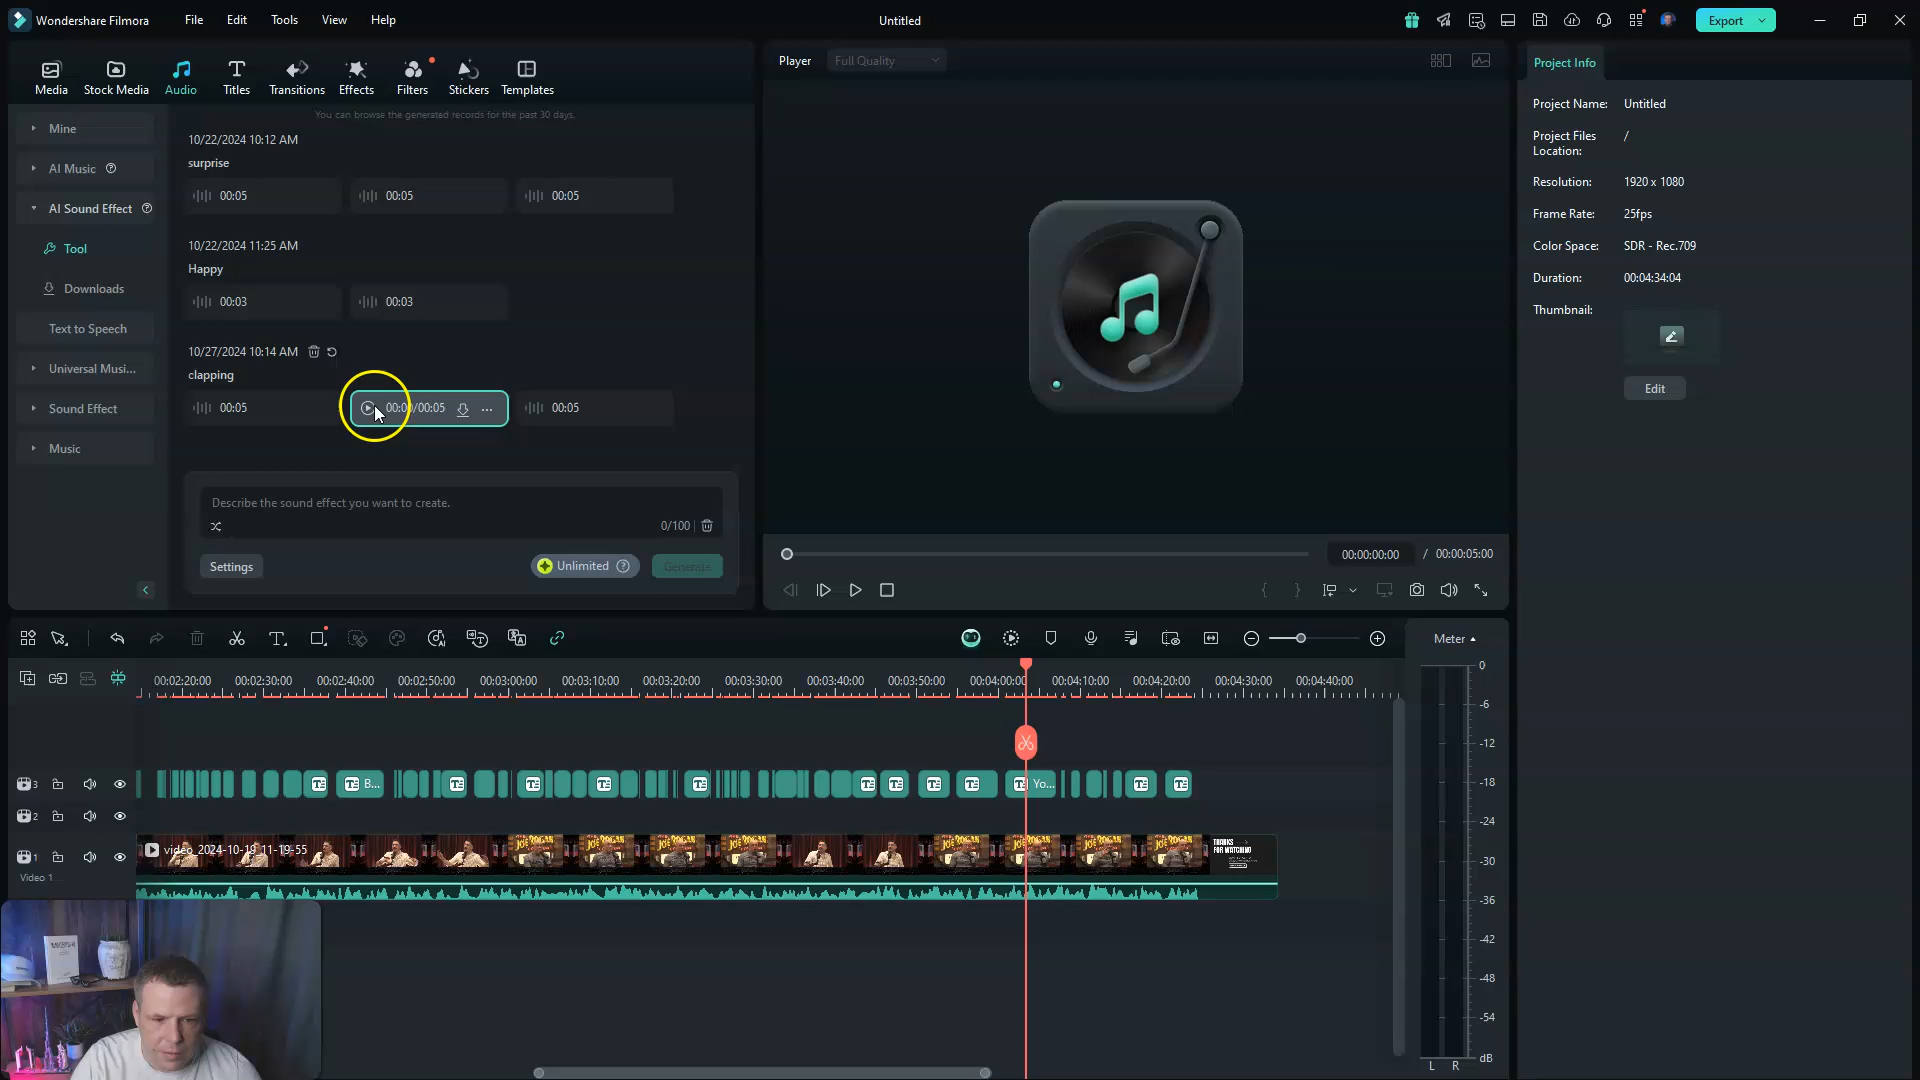 Wondershare Filmora
File
Edit
Tools
View
Help
Untitled
Export
Media
Stock Media
Audio
Titles
Transitions
Effects
Filters
Stickers
Templates
Player
Full Quality
Project Info
Mine
AI Music
AI Sound Effect
Tool
Downloads
Text to Speech
Universal Musi...
Sound Effect
Music
You can browse the generated records for the past 30 days.
10/22/2024 10:12 AM
surprise
00:05
00:05
00:05
10/22/2024 11:25 AM
Happy
00:03
00:03
10/27/2024 10:14 AM
clapping
00:05
00:00/00:05
00:05
Describe the sound effect you want to create.
0/100
Settings
Unlimited
Generate
00:00:00:00 / 00:00:05:00
Project Name: Untitled
Project Files Location: /
Resolution: 1920 x 1080
Frame Rate: 25fps
Color Space: SDR - Rec.709
Duration: 00:04:34:04
Thumbnail:
Edit
Meter
00:02:20:00
00:02:30:00
00:02:40:00
00:02:50:00
00:03:00:00
00:03:10:00
00:03:20:00
00:03:30:00
00:03:40:00
00:03:50:00
00:04:00:00
00:04:10:00
00:04:20:00
00:04:30:00
00:04:40:00
3
B...
Yo...
2
1
video_2024-10-19_11-19-55
JOE ROGAN
THANKS FOR WATCHING
Video 1
0
-6
-12
-18
-24
-30
-36
-42
-48
-54
dB
L R